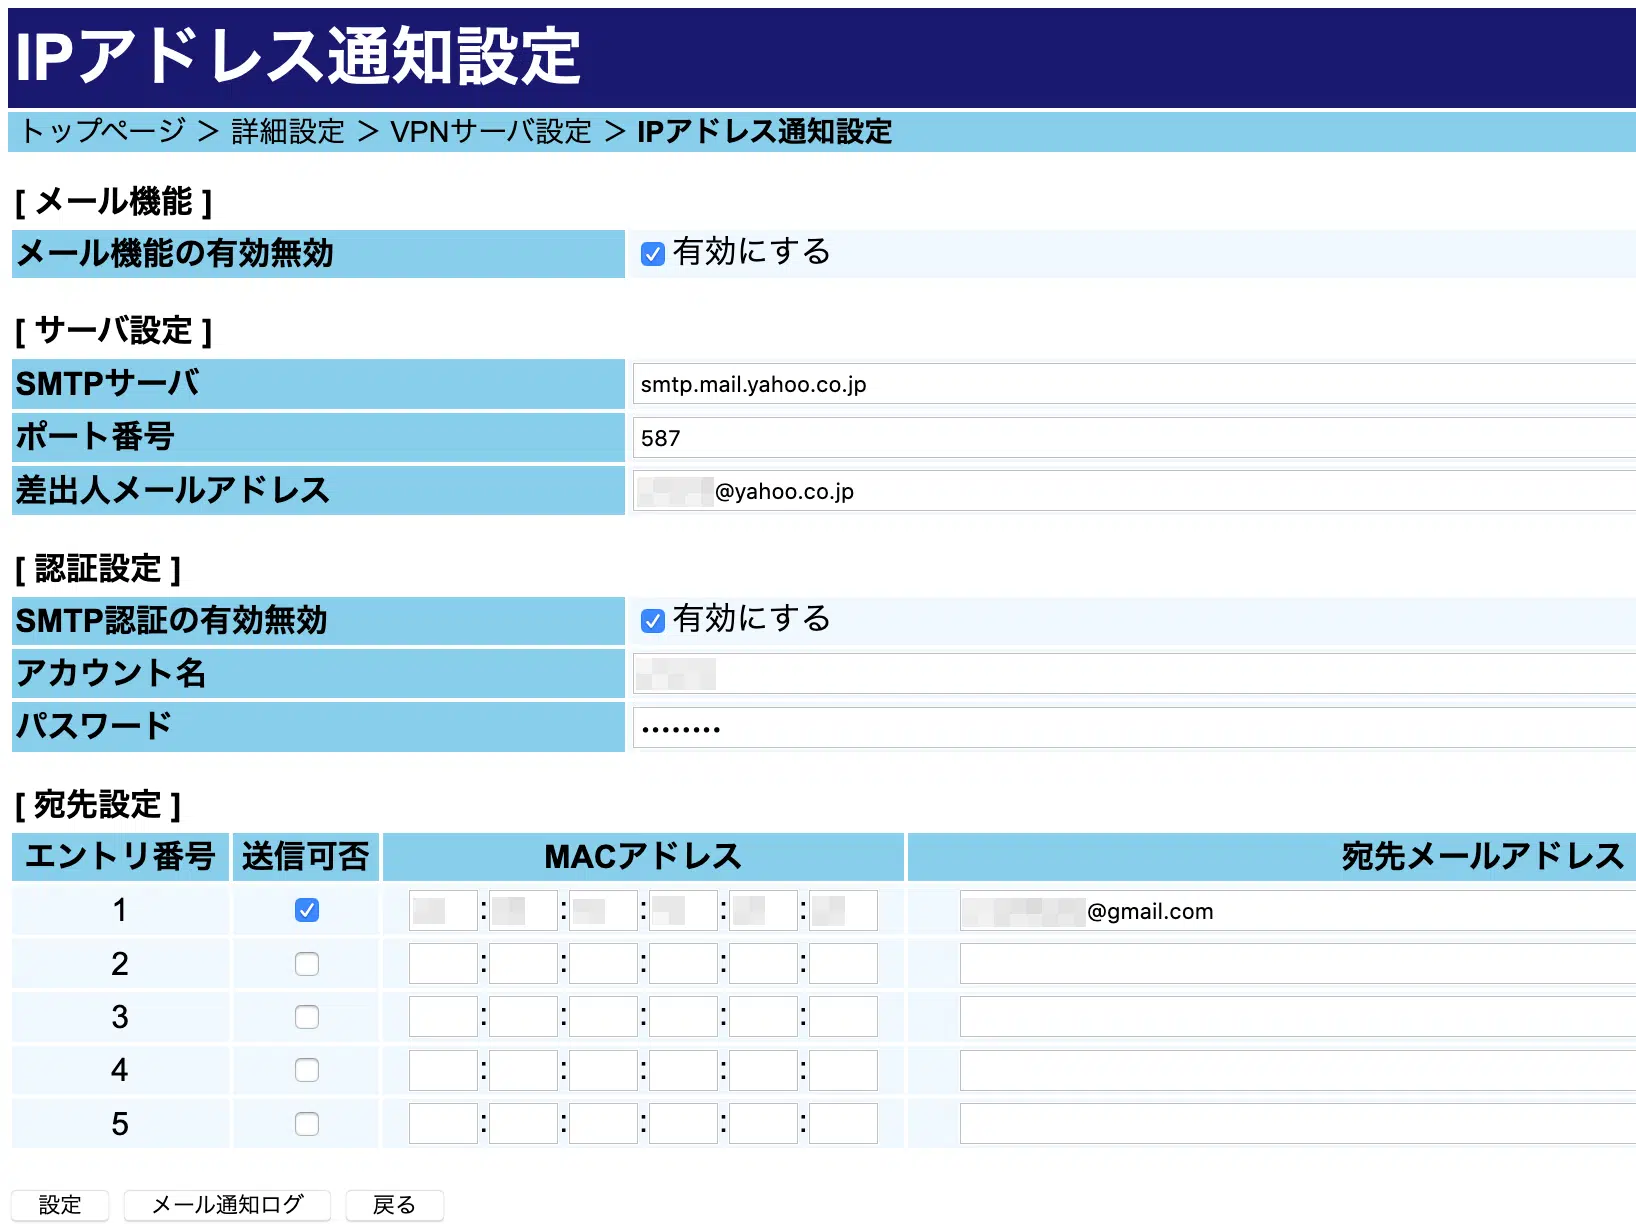 IPアドレス通知設定
トップページ ＞ 詳細設定 ＞ VPNサーバ設定 ＞ IPアドレス通知設定
[ メール機能 ]
メール機能の有効無効 有効にする
[ サーバ設定 ]
SMTPサーバ smtp.mail.yahoo.co.jp
ポート番号 587
差出人メールアドレス @yahoo.co.jp
[ 認証設定 ]
SMTP認証の有効無効 有効にする
アカウント名
パスワード ••••••••
[ 宛先設定 ]
エントリ番号 送信可否 MACアドレス 宛先メールアドレス
1 : : : : : @gmail.com
2 : : : : :
3 : : : : :
4 : : : : :
5 : : : : :
設定 メール通知ログ 戻る